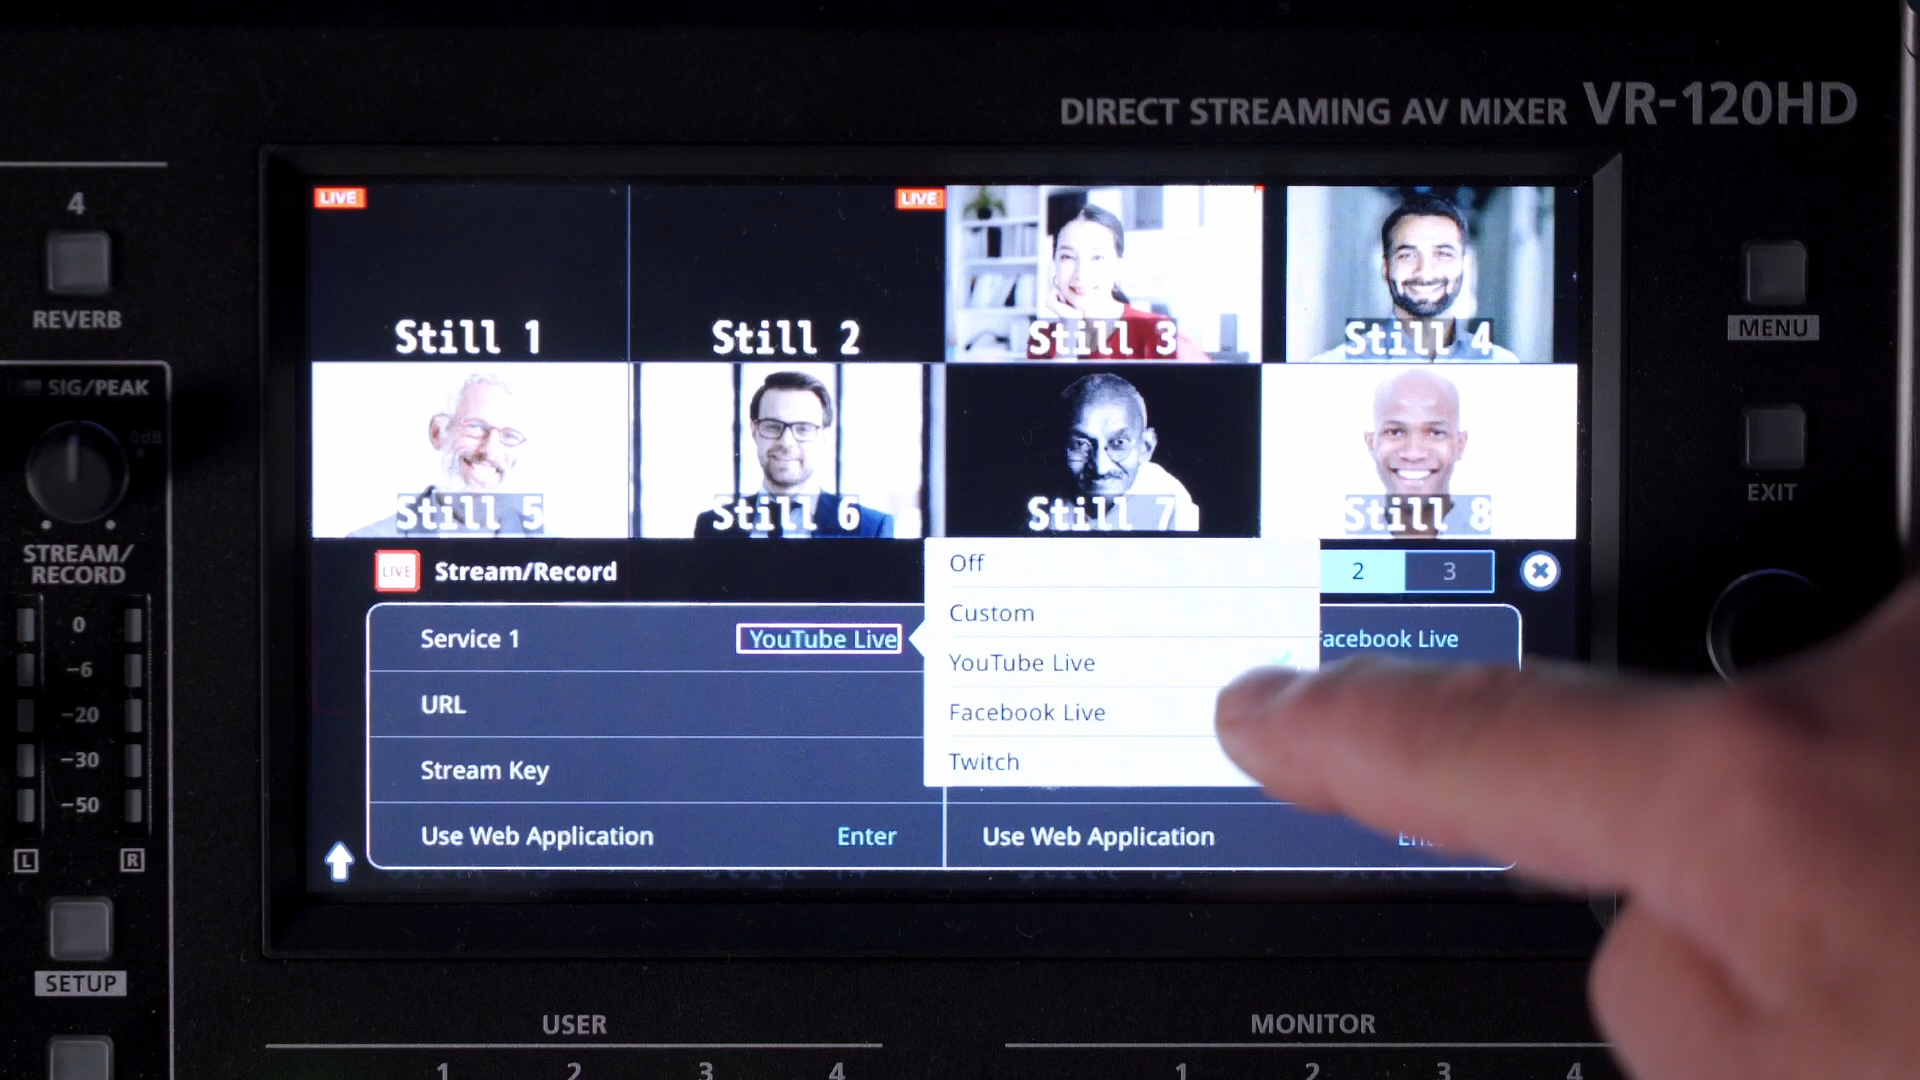 DIRECT STREAMING AV MIXER VR-120HD
4
REVERB
SIG/PEAK
0dB
STREAM/
RECORD
0
-6
-20
-30
-50
L
R
SETUP
LIVE
LIVE
Still 1
Still 2
Still 3
Still 4
Still 5
Still 6
Still 7
Still 8
LIVE
Stream/Record
2
3
Service 1
YouTube Live
URL
Stream Key
Use Web Application
Enter
Off
Custom
YouTube Live
Facebook Live
Twitch
Facebook Live
Use Web Application
MENU
EXIT
USER
1 2 3 4
MONITOR
1 2 3 4